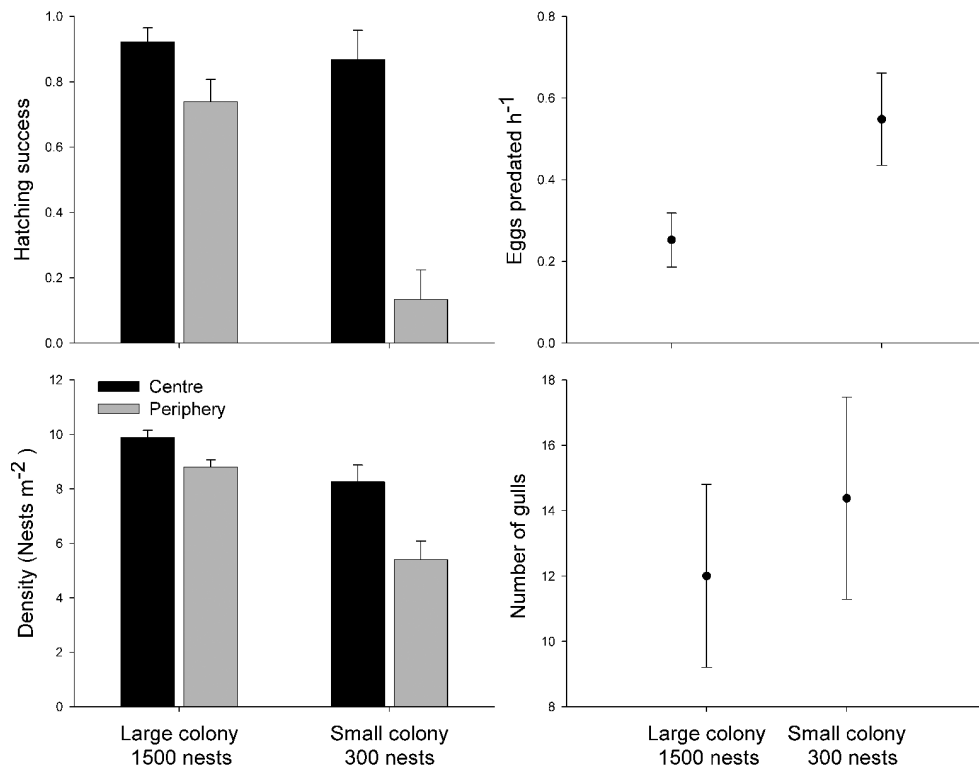 Hatching success
1.0
0.8
0.6
0.4
0.2
0.0
Eggs predated h-1
0.8
0.6
0.4
0.2
0.0
Density (Nests m-2 )
12
10
8
6
4
2
0
Centre
Periphery
Large colony
1500 nests
Small colony
300 nests
Number of gulls
18
16
14
12
10
8
Large colony
1500 nests
Small colony
300 nests